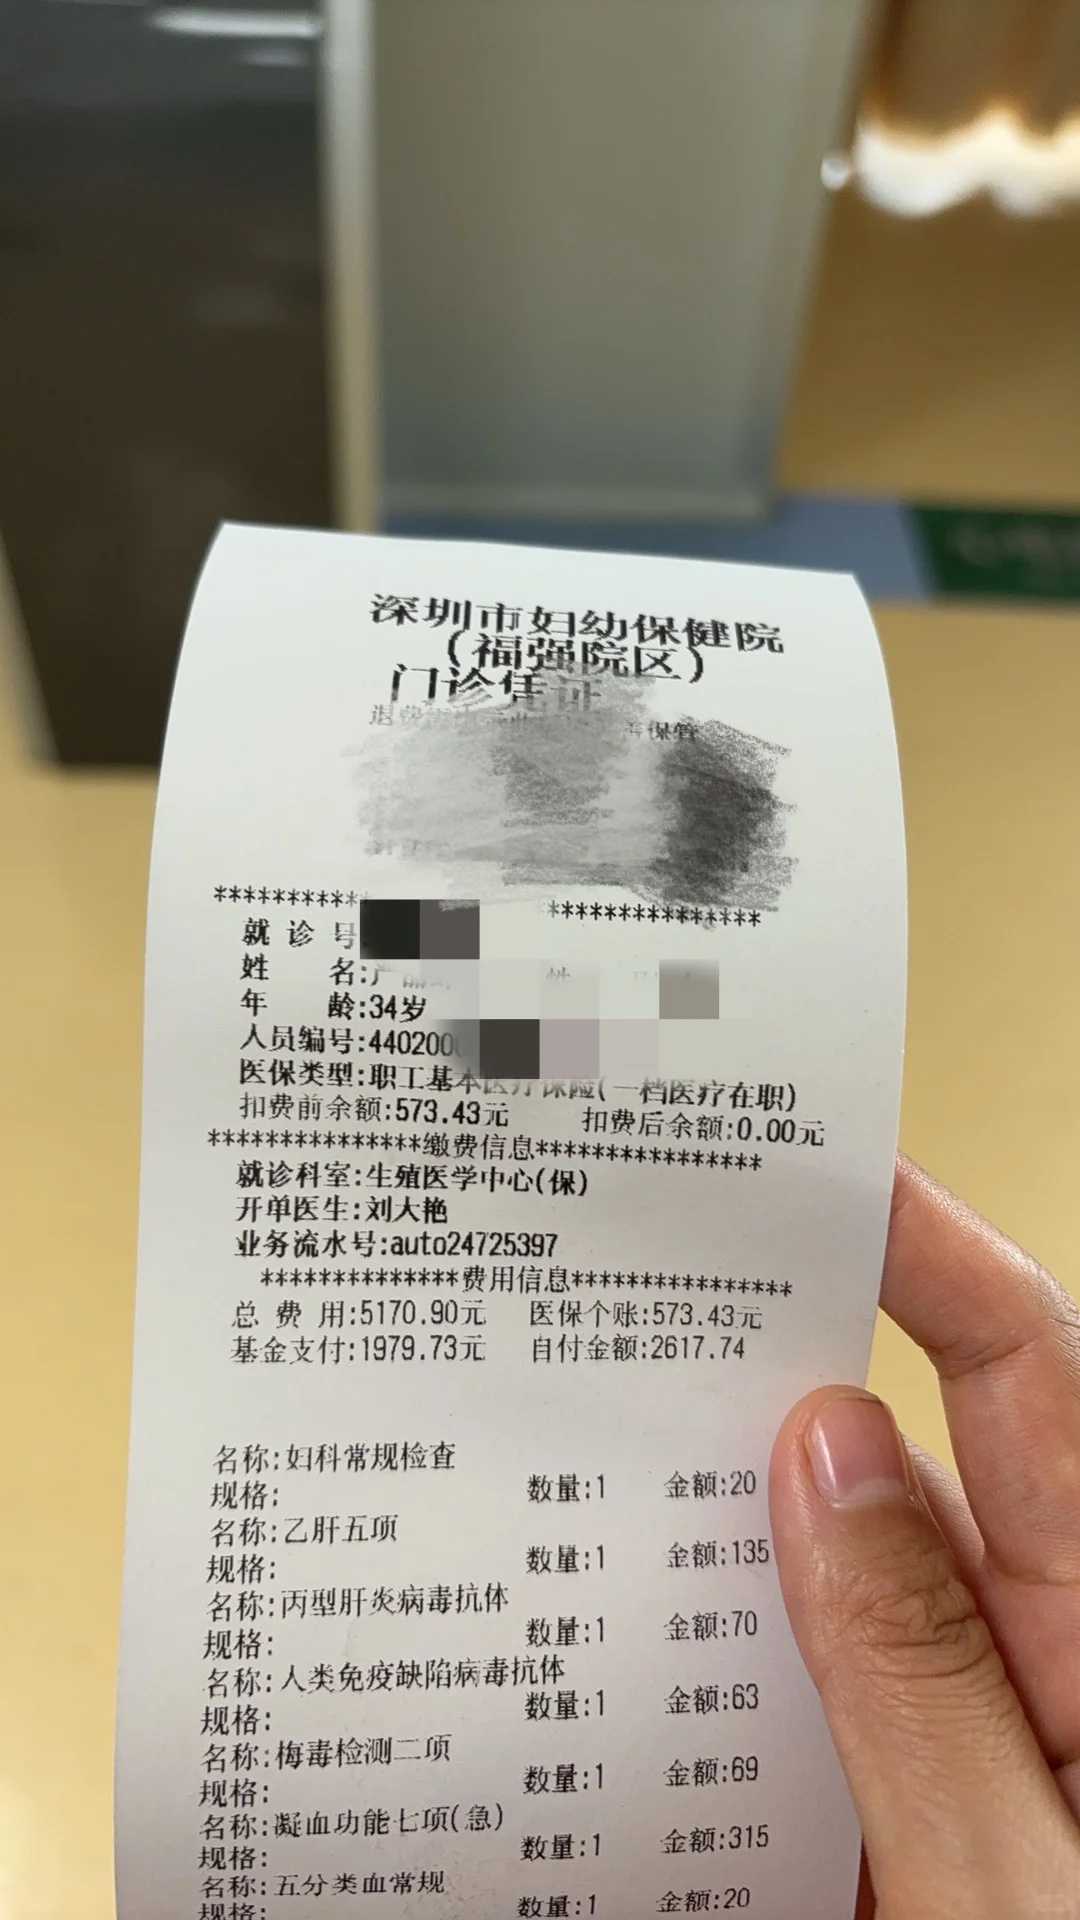 深圳市妇幼保健院
(福强院区)
门诊凭证
退费 保管
***********
***************
就 诊 号
姓 名:
年 龄:34岁
人员编号:440200
医保类型:职工基本医疗保险(一档医疗在职)
扣费前余额:573.43元 扣费后余额:0.00元
***************缴费信息****************
就诊科室:生殖医学中心(保)
开单医生:刘大艳
业务流水号:auto24725397
**************费用信息****************
总 费 用:5170.90元 医保个账:573.43元
基金支付:1979.73元 自付金额:2617.74
名称:妇科常规检查
规格: 数量:1 金额:20
名称:乙肝五项
规格: 数量:1 金额:135
名称:丙型肝炎病毒抗体
规格: 数量:1 金额:70
名称:人类免疫缺陷病毒抗体
规格: 数量:1 金额:63
名称:梅毒检测二项
规格: 数量:1 金额:69
名称:凝血功能七项(急)
规格: 数量:1 金额:315
名称:五分类血常规
规格: 数量:1 金额:20